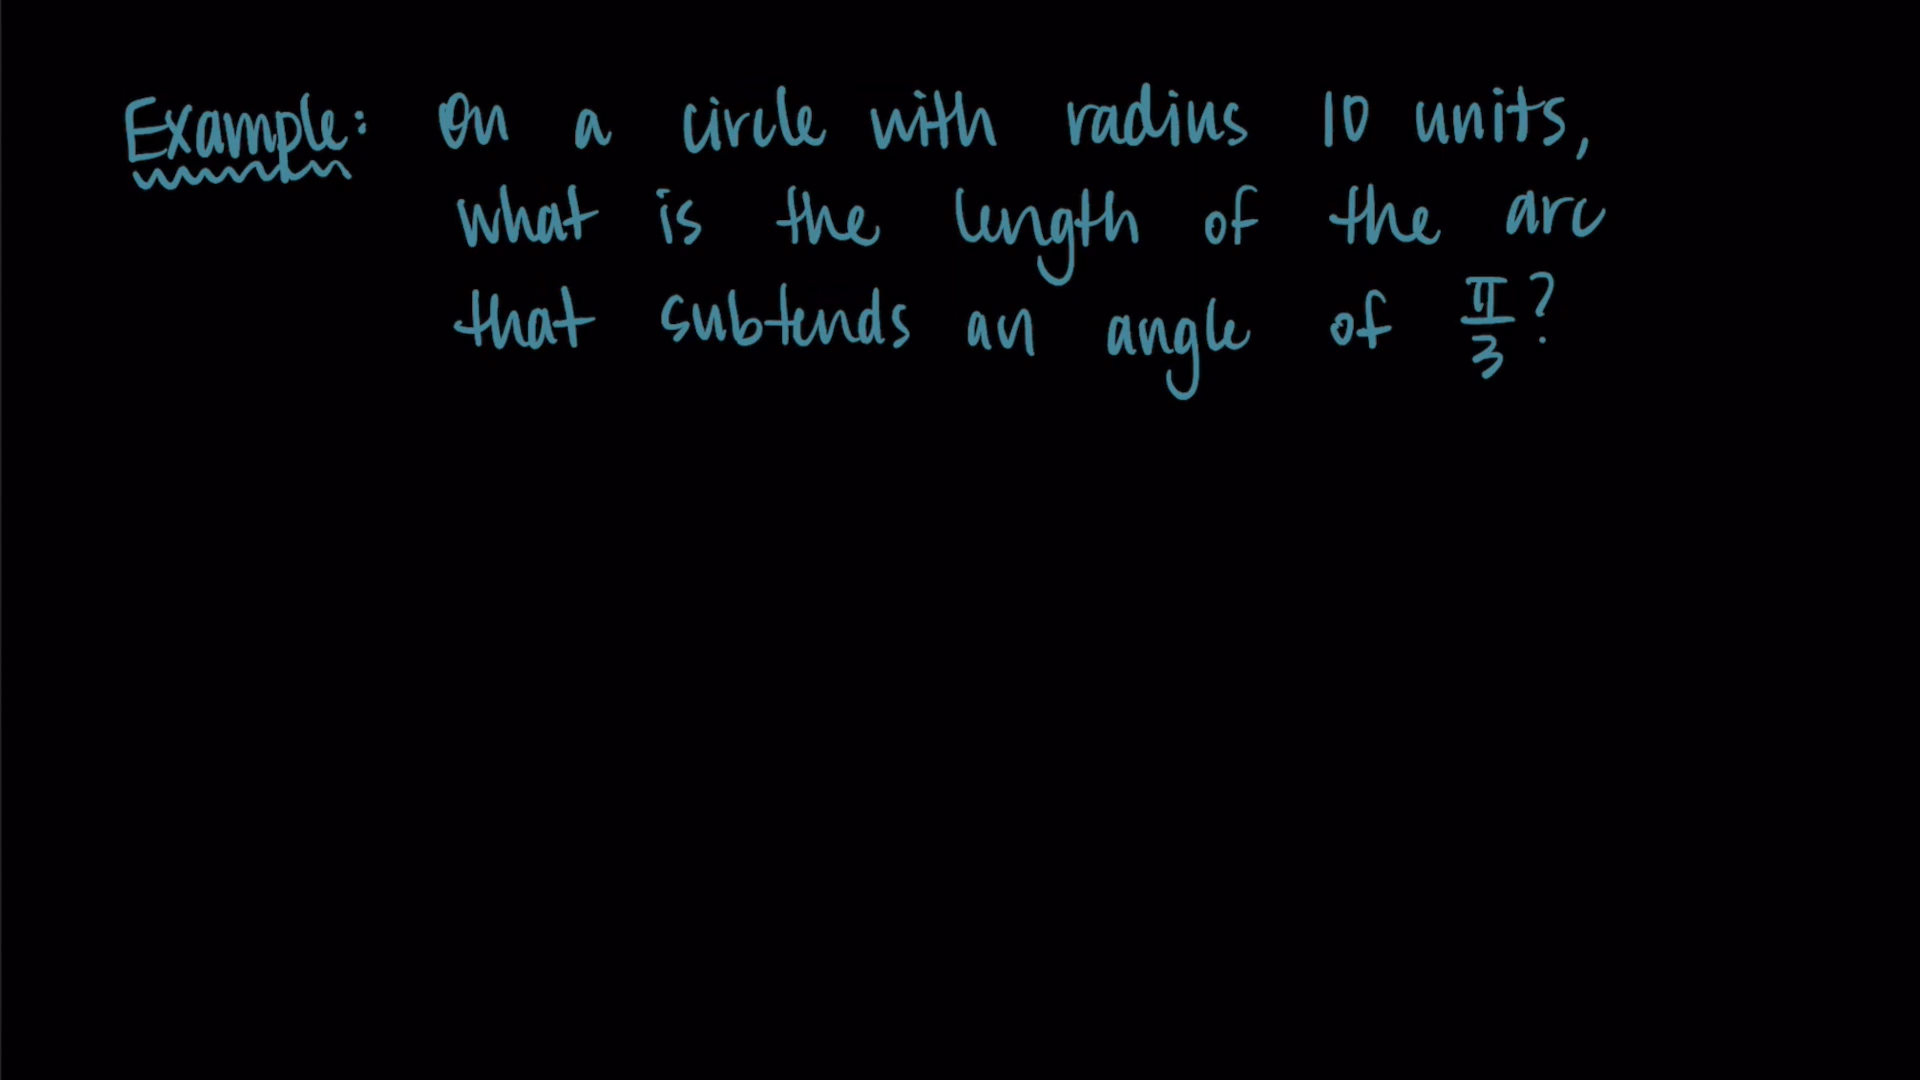 Example: On a circle with radius 10 units,
what is the length of the arc
that subtends an angle of π/3?